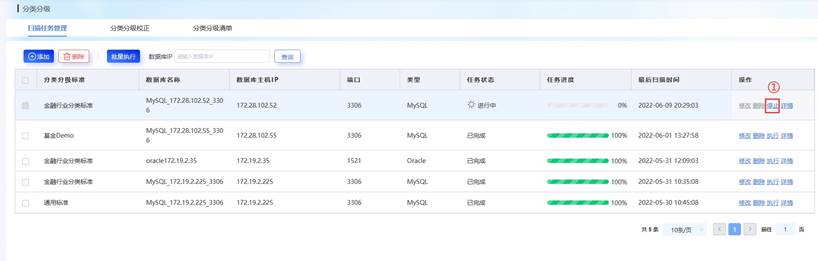 分类分级
扫描任务管理 分类分级校正 分类分级清单
添加 删除 批量执行 数据库IP 请输入数据库IP 查询
分类分级标准 数据库名称 数据库主机IP 端口 类型 任务状态 任务进度 最后扫描时间 操作
①
金融行业分类标准 MySQL_172.28.102.52_330 172.28.102.52 3306 MySQL 进行中 0% 2022-06-09 20:29:03 修改 删除 停止 详情
6
基金Demo MySQL_172.28.102.55_330 172.28.102.55 3306 MySQL 已完成 100% 2022-06-01 13:27:58 修改 删除 执行 详情
6
金融行业分类标准 oracle172.19.2.35 172.19.2.35 1521 Oracle 已完成 100% 2022-05-31 12:09:03 修改 删除 执行 详情
金融行业分类标准 MySQL_172.19.2.225_3306 172.19.2.225 3306 MySQL 已完成 100% 2022-05-31 10:35:08 修改 删除 执行 详情
通用标准 MySQL_172.19.2.225_3306 172.19.2.225 3306 MySQL 已完成 100% 2022-05-30 10:45:08 修改 删除 执行 详情
共 5 条 10条/页 1 前往 1 页